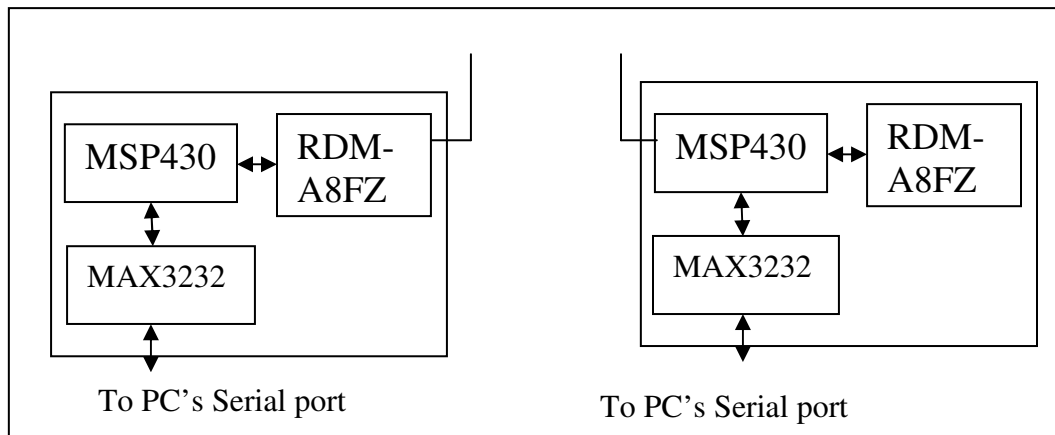 MSP430
RDM-
A8FZ
MAX3232
To PC's Serial port
MSP430
RDM-
A8FZ
MAX3232
To PC's Serial port